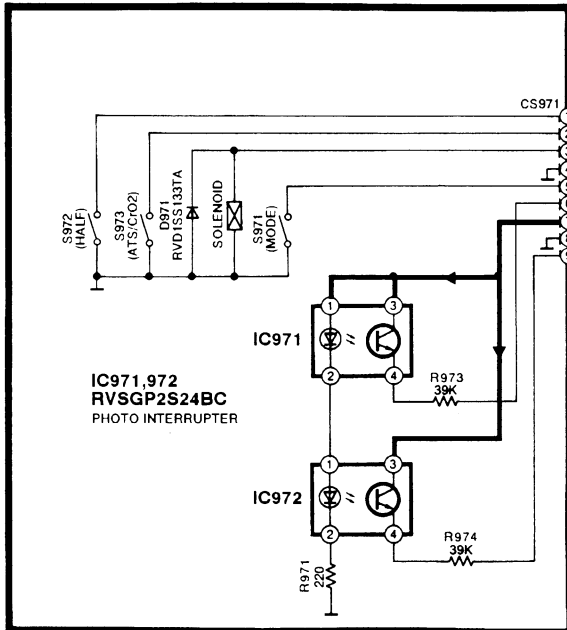 CS971
S972
(HALF)
S973
(ATS/CrO2)
D971
RVD1SS133TA
SOLENOID
S971
(MODE)
1
3
IC971
2
4
R973
39K
IC971,972
RVSGP2S24BC
PHOTO INTERRUPTER
1
3
IC972
2
4
R974
39K
R971
220